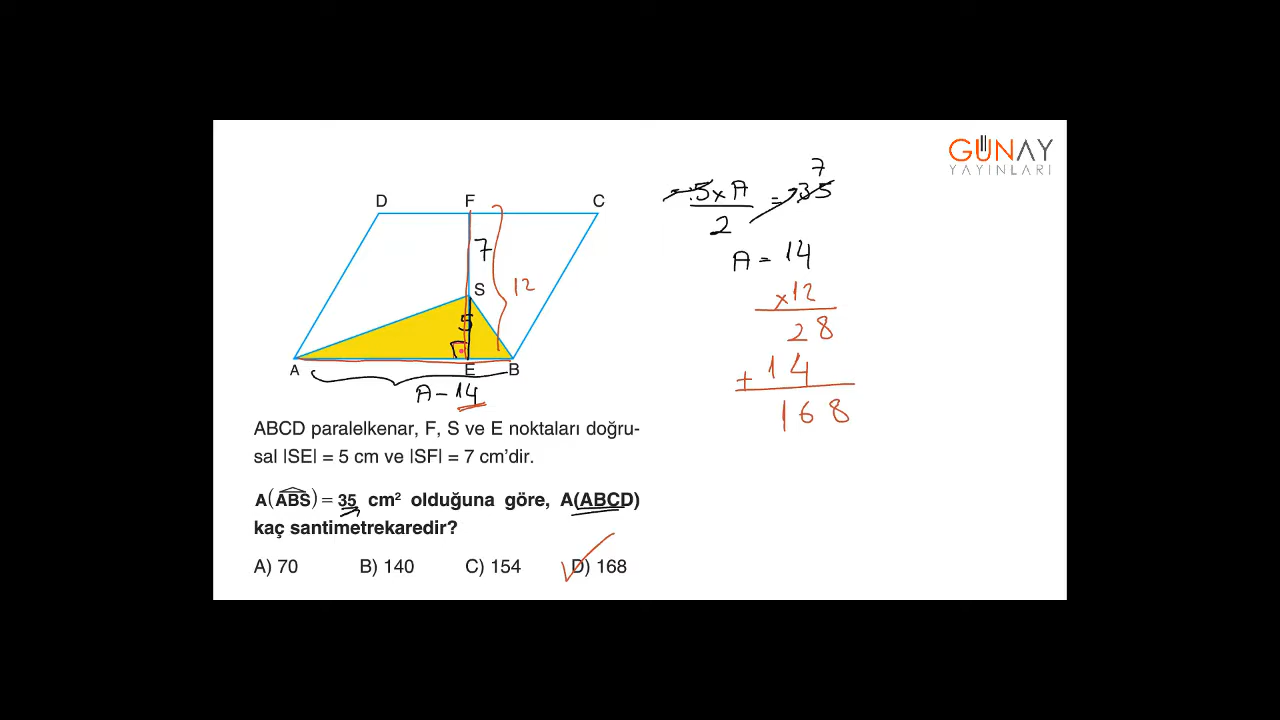 GÜNAY
YAYINLARI
D F C
7
S
12
5
A E B
A - 14
5 x A / 2 = 35 7
A = 14
x 12
28
+ 14
168
ABCD paralelkenar, F, S ve E noktaları doğru-
sal |SE| = 5 cm ve |SF| = 7 cm'dir.
A(ABS) = 35 cm² olduğuna göre, A(ABCD)
kaç santimetrekaredir?
A) 70 B) 140 C) 154 D) 168